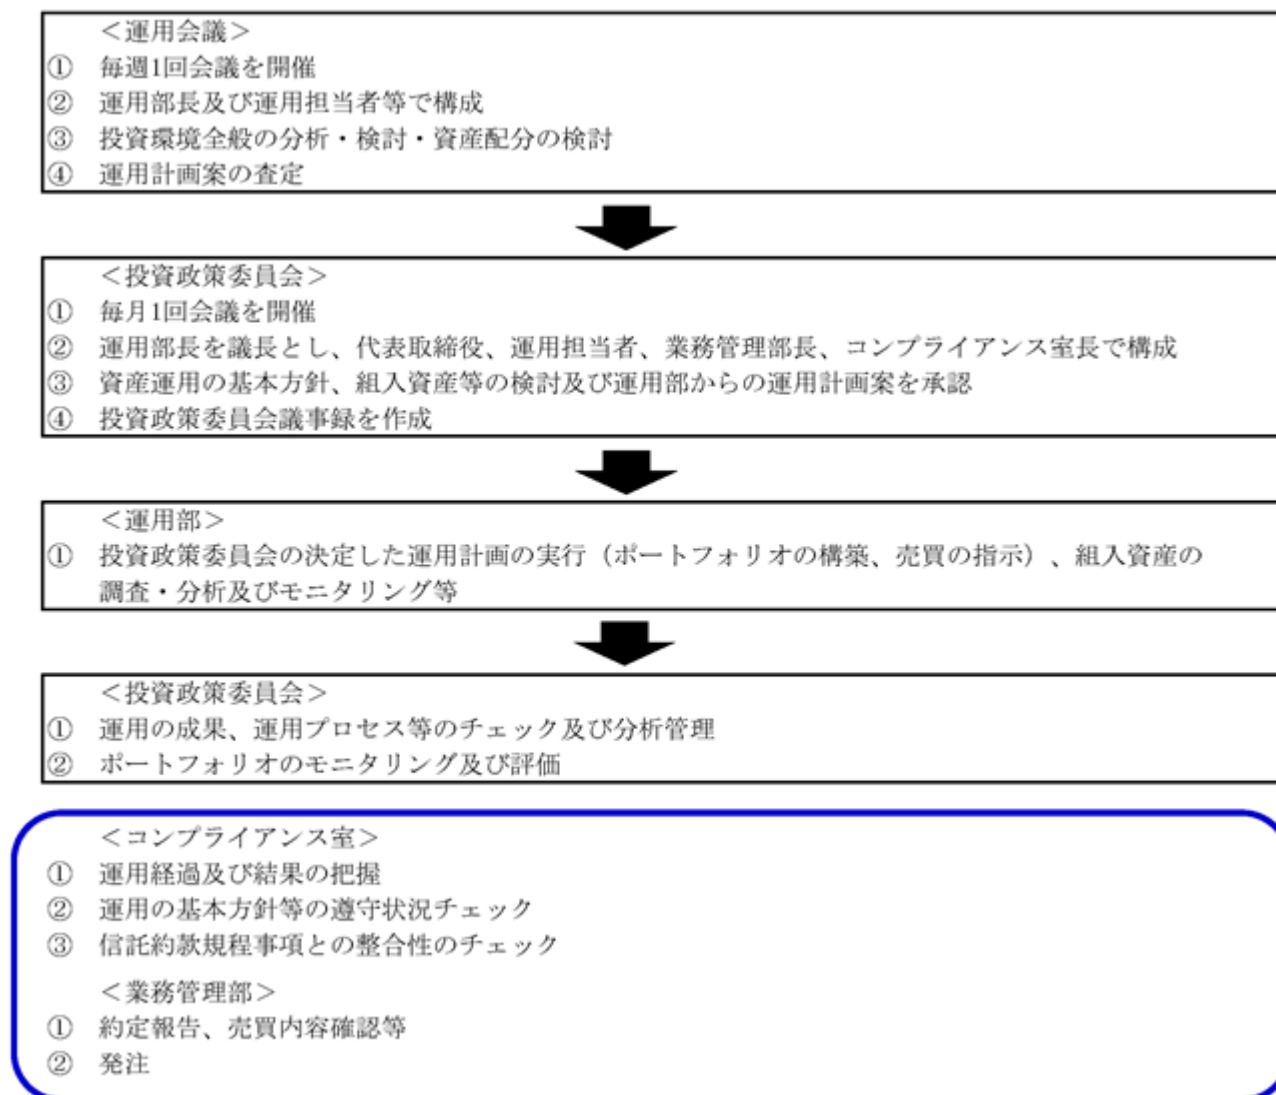 ＜運用会議＞
① 毎週1回会議を開催
② 運用部長及び運用担当者等で構成
③ 投資環境全般の分析・検討・資産配分の検討
④ 運用計画案の査定
＜投資政策委員会＞
① 毎月1回会議を開催
② 運用部長を議長とし、代表取締役、運用担当者、業務管理部長、コンプライアンス室長で構成
③ 資産運用の基本方針、組入資産等の検討及び運用部からの運用計画案を承認
④ 投資政策委員会議事録を作成
＜運用部＞
① 投資政策委員会の決定した運用計画の実行（ポートフォリオの構築、売買の指示）、組入資産の
調査・分析及びモニタリング等
＜投資政策委員会＞
① 運用の成果、運用プロセス等のチェック及び分析管理
② ポートフォリオのモニタリング及び評価
＜コンプライアンス室＞
① 運用経過及び結果の把握
② 運用の基本方針等の遵守状況チェック
③ 信託約款規程事項との整合性のチェック
＜業務管理部＞
① 約定報告、売買内容確認等
② 発注